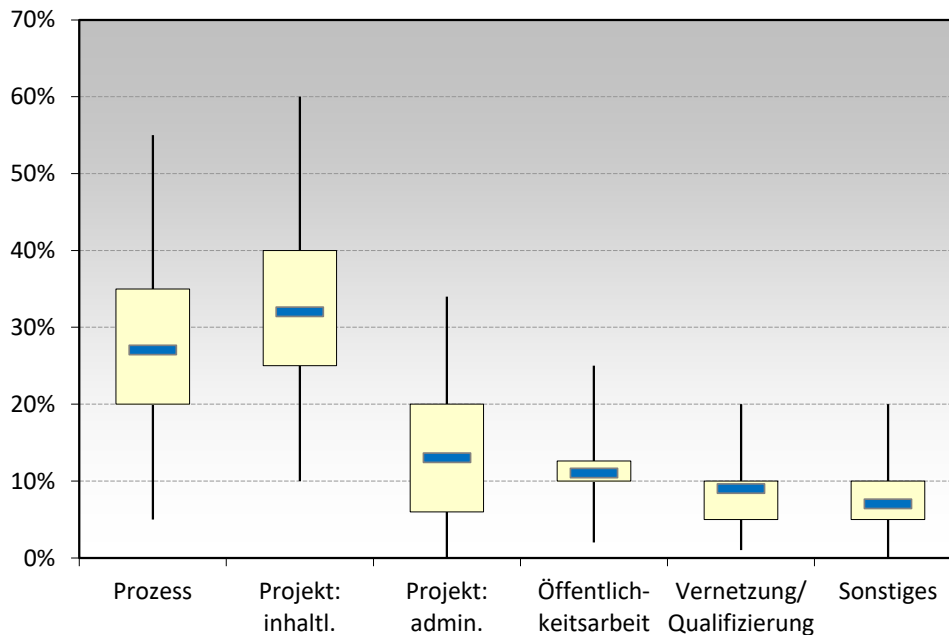 70%
60%
50%
40%
30%
20%
10%
0%
Prozess
Projekt:
inhaltl.
Projekt:
admin.
Öffentlich-
keitsarbeit
Vernetzung/
Qualifizierung
Sonstiges